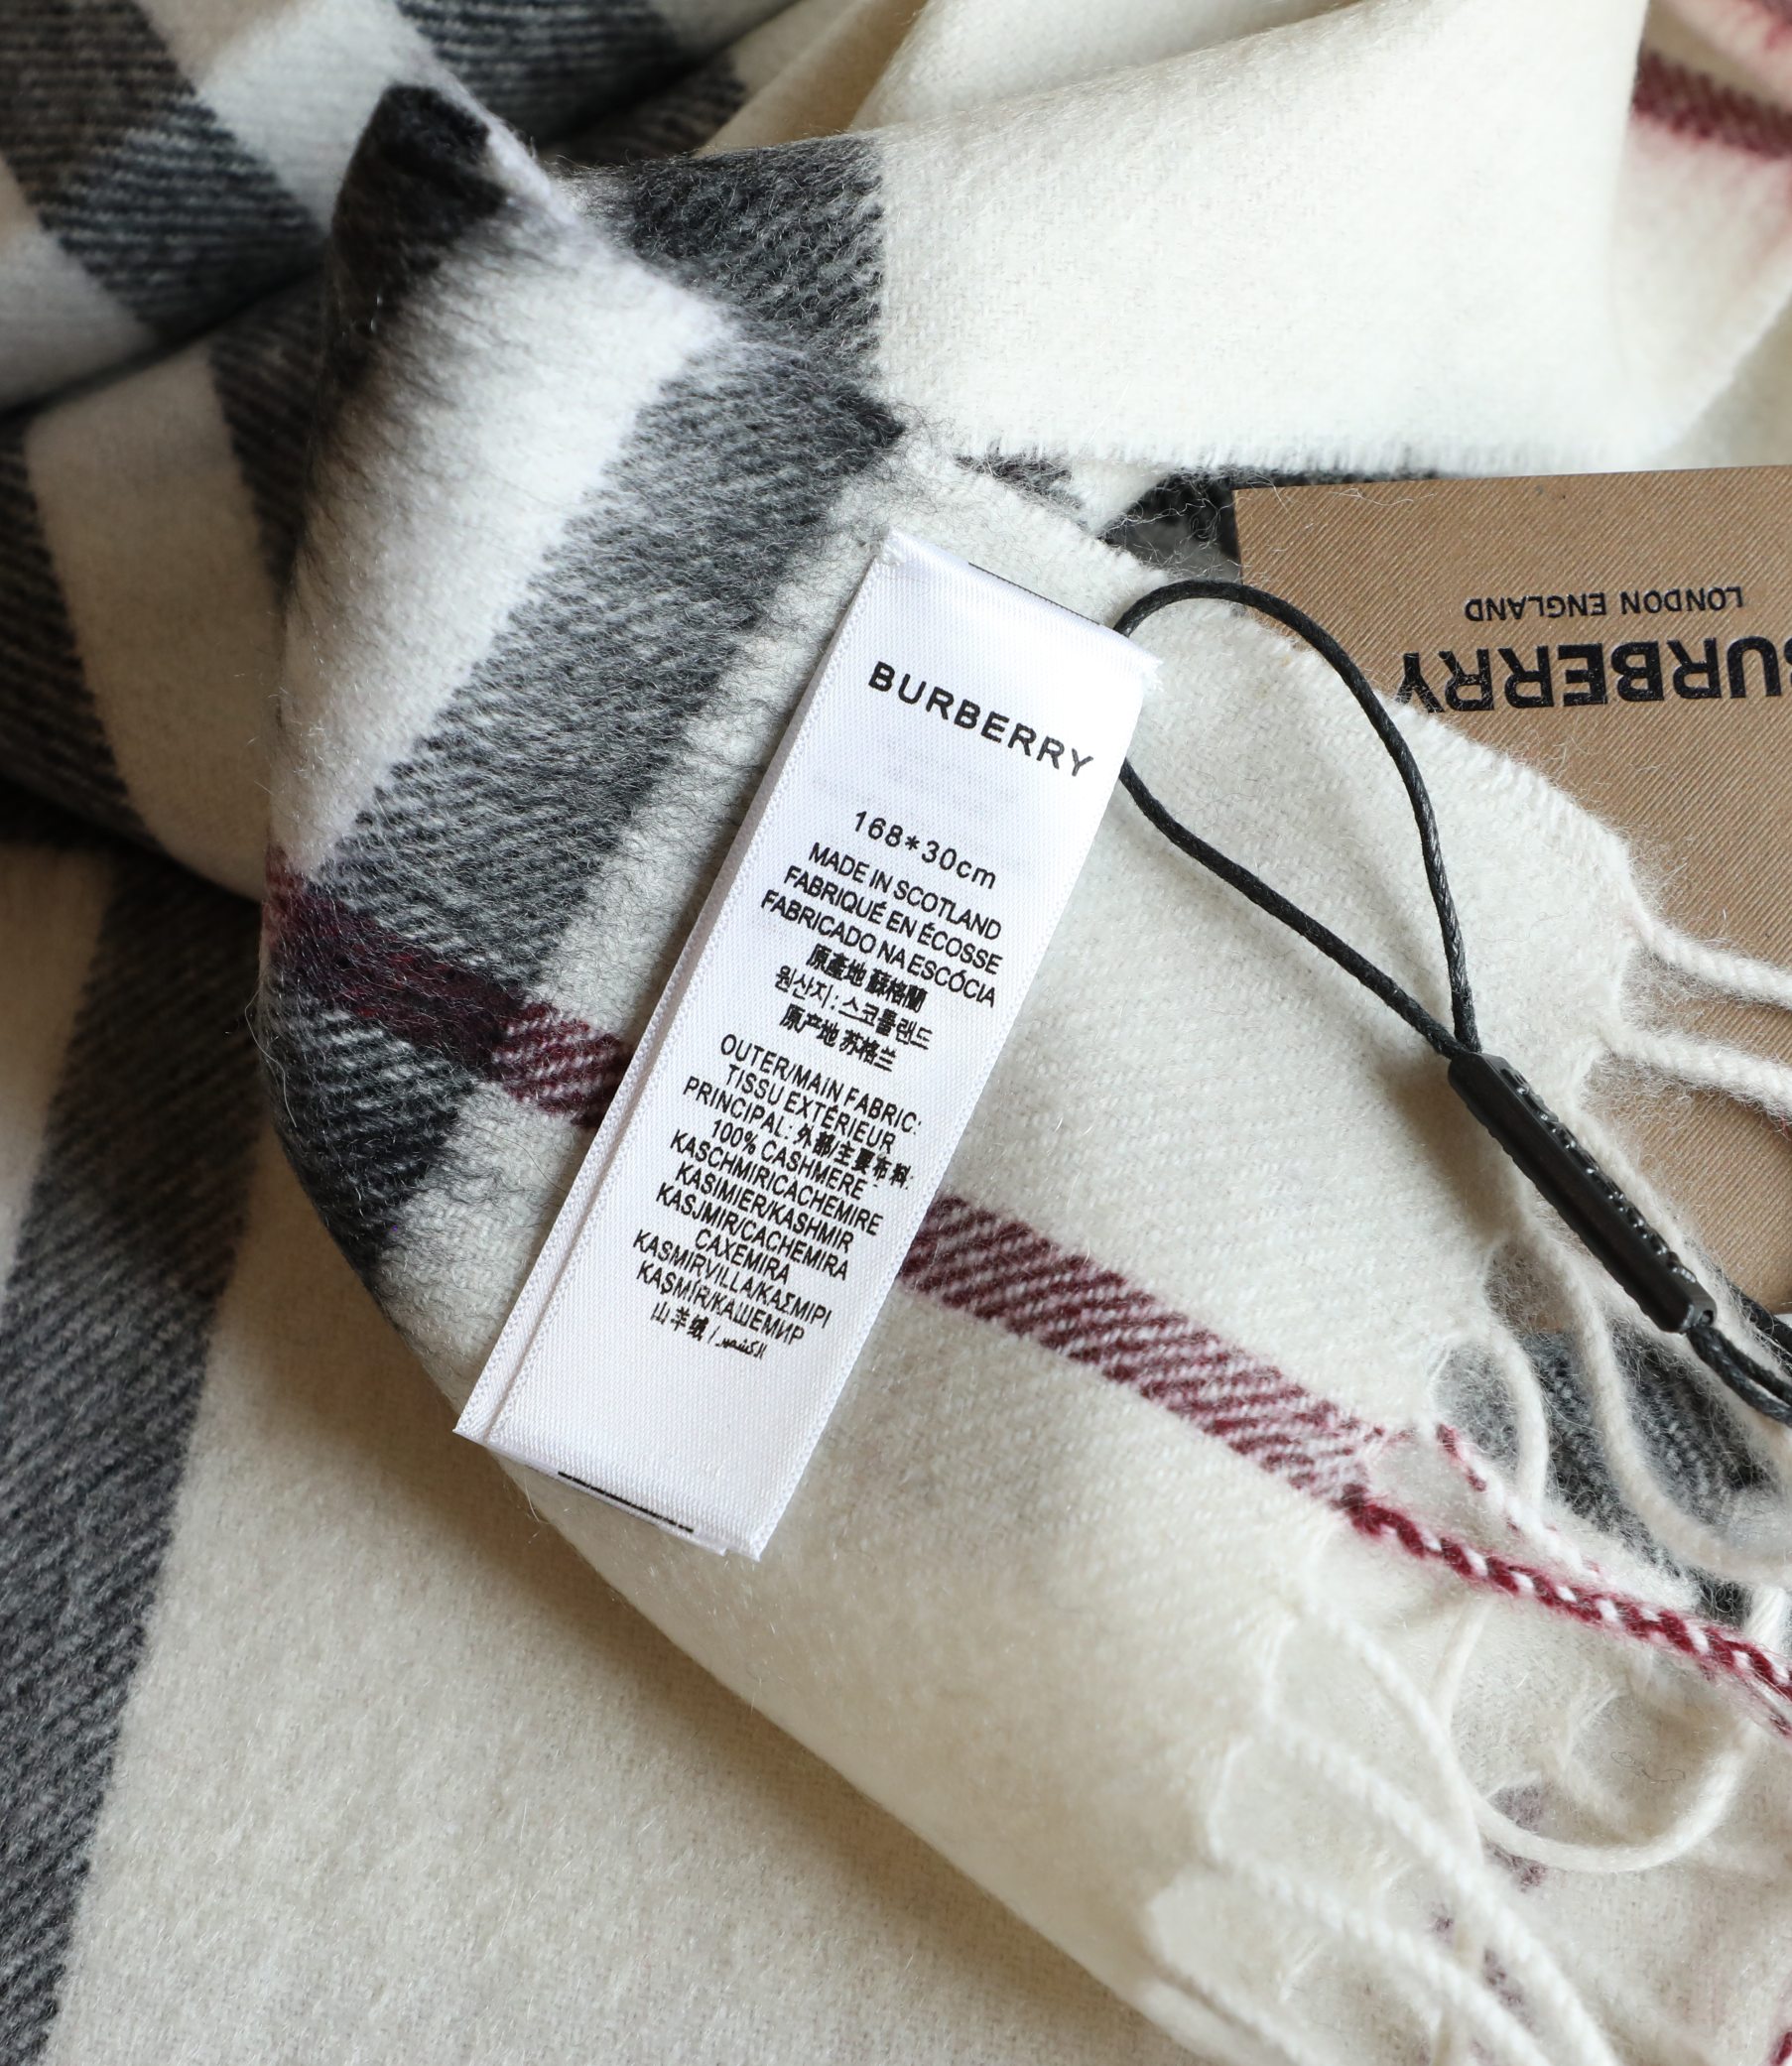 BURBERRY
168*30cm
MADE IN SCOTLAND
FABRIQUÉ EN ÉCOSSE
FABRICADO NA ESCÓCIA
原產地 蘇格蘭
원산지: 스코틀랜드
原产地 苏格兰
OUTER/MAIN FABRIC:
TISSU EXTÉRIEUR
PRINCIPAL: 外部/主要布料:
100% CASHMERE
KASCHMIR/CACHEMIRE
KASIMIER/KASHMIR
KASJMIR/CACHEMIRA
CAXEMIRA
KASMIRVILLA/ΚΑΣΜΙΡΙ
KAŞMİR/КАШЕМИР
山羊绒 / الكشمير
BURBERRY
LONDON ENGLAND